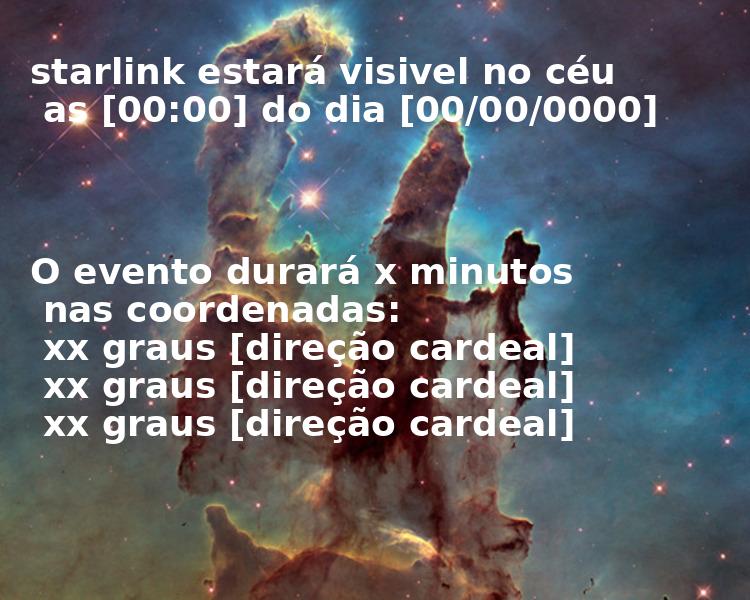 starlink estará visivel no céu
as [00:00] do dia [00/00/0000]
O evento durará x minutos
nas coordenadas:
xx graus [direção cardeal]
xx graus [direção cardeal]
xx graus [direção cardeal]